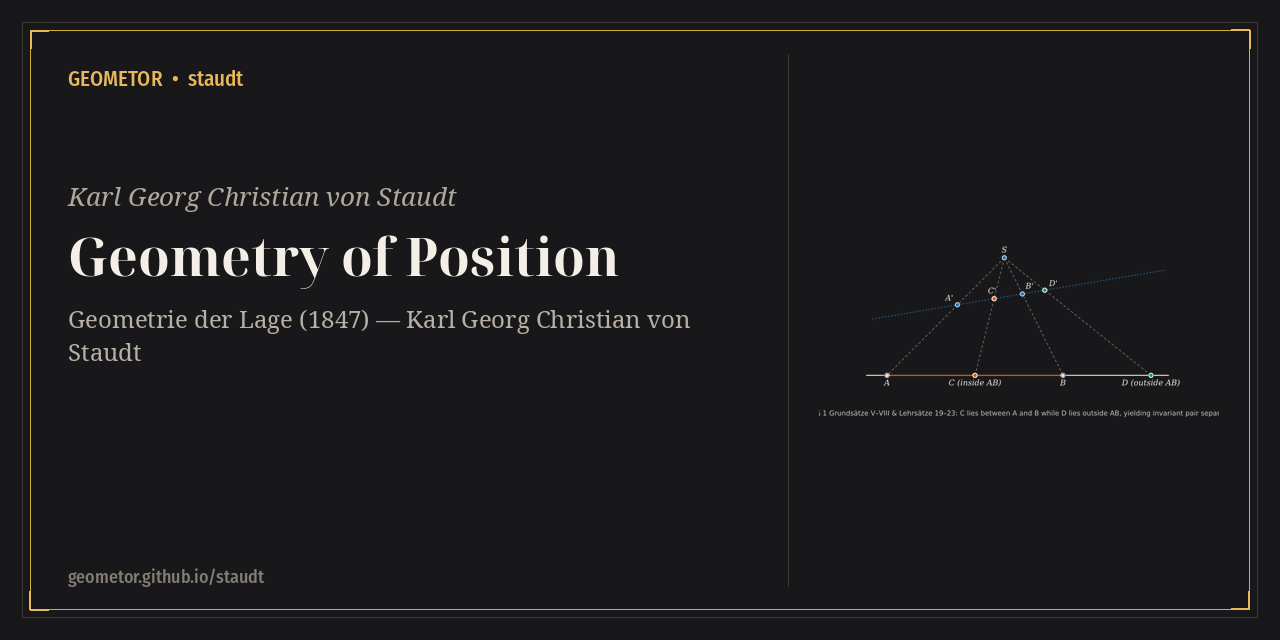 GEOMETOR • staudt
Karl Georg Christian von Staudt
Geometry of Position
Geometrie der Lage (1847) — Karl Georg Christian von
Staudt
geometor.github.io/staudt
S
A' C' B' D'
A C (inside AB) B D (outside AB)
1 Grundsätze V–VIII & Lehrsätze 19–23: C lies between A and B while D lies outside AB, yielding invariant pair